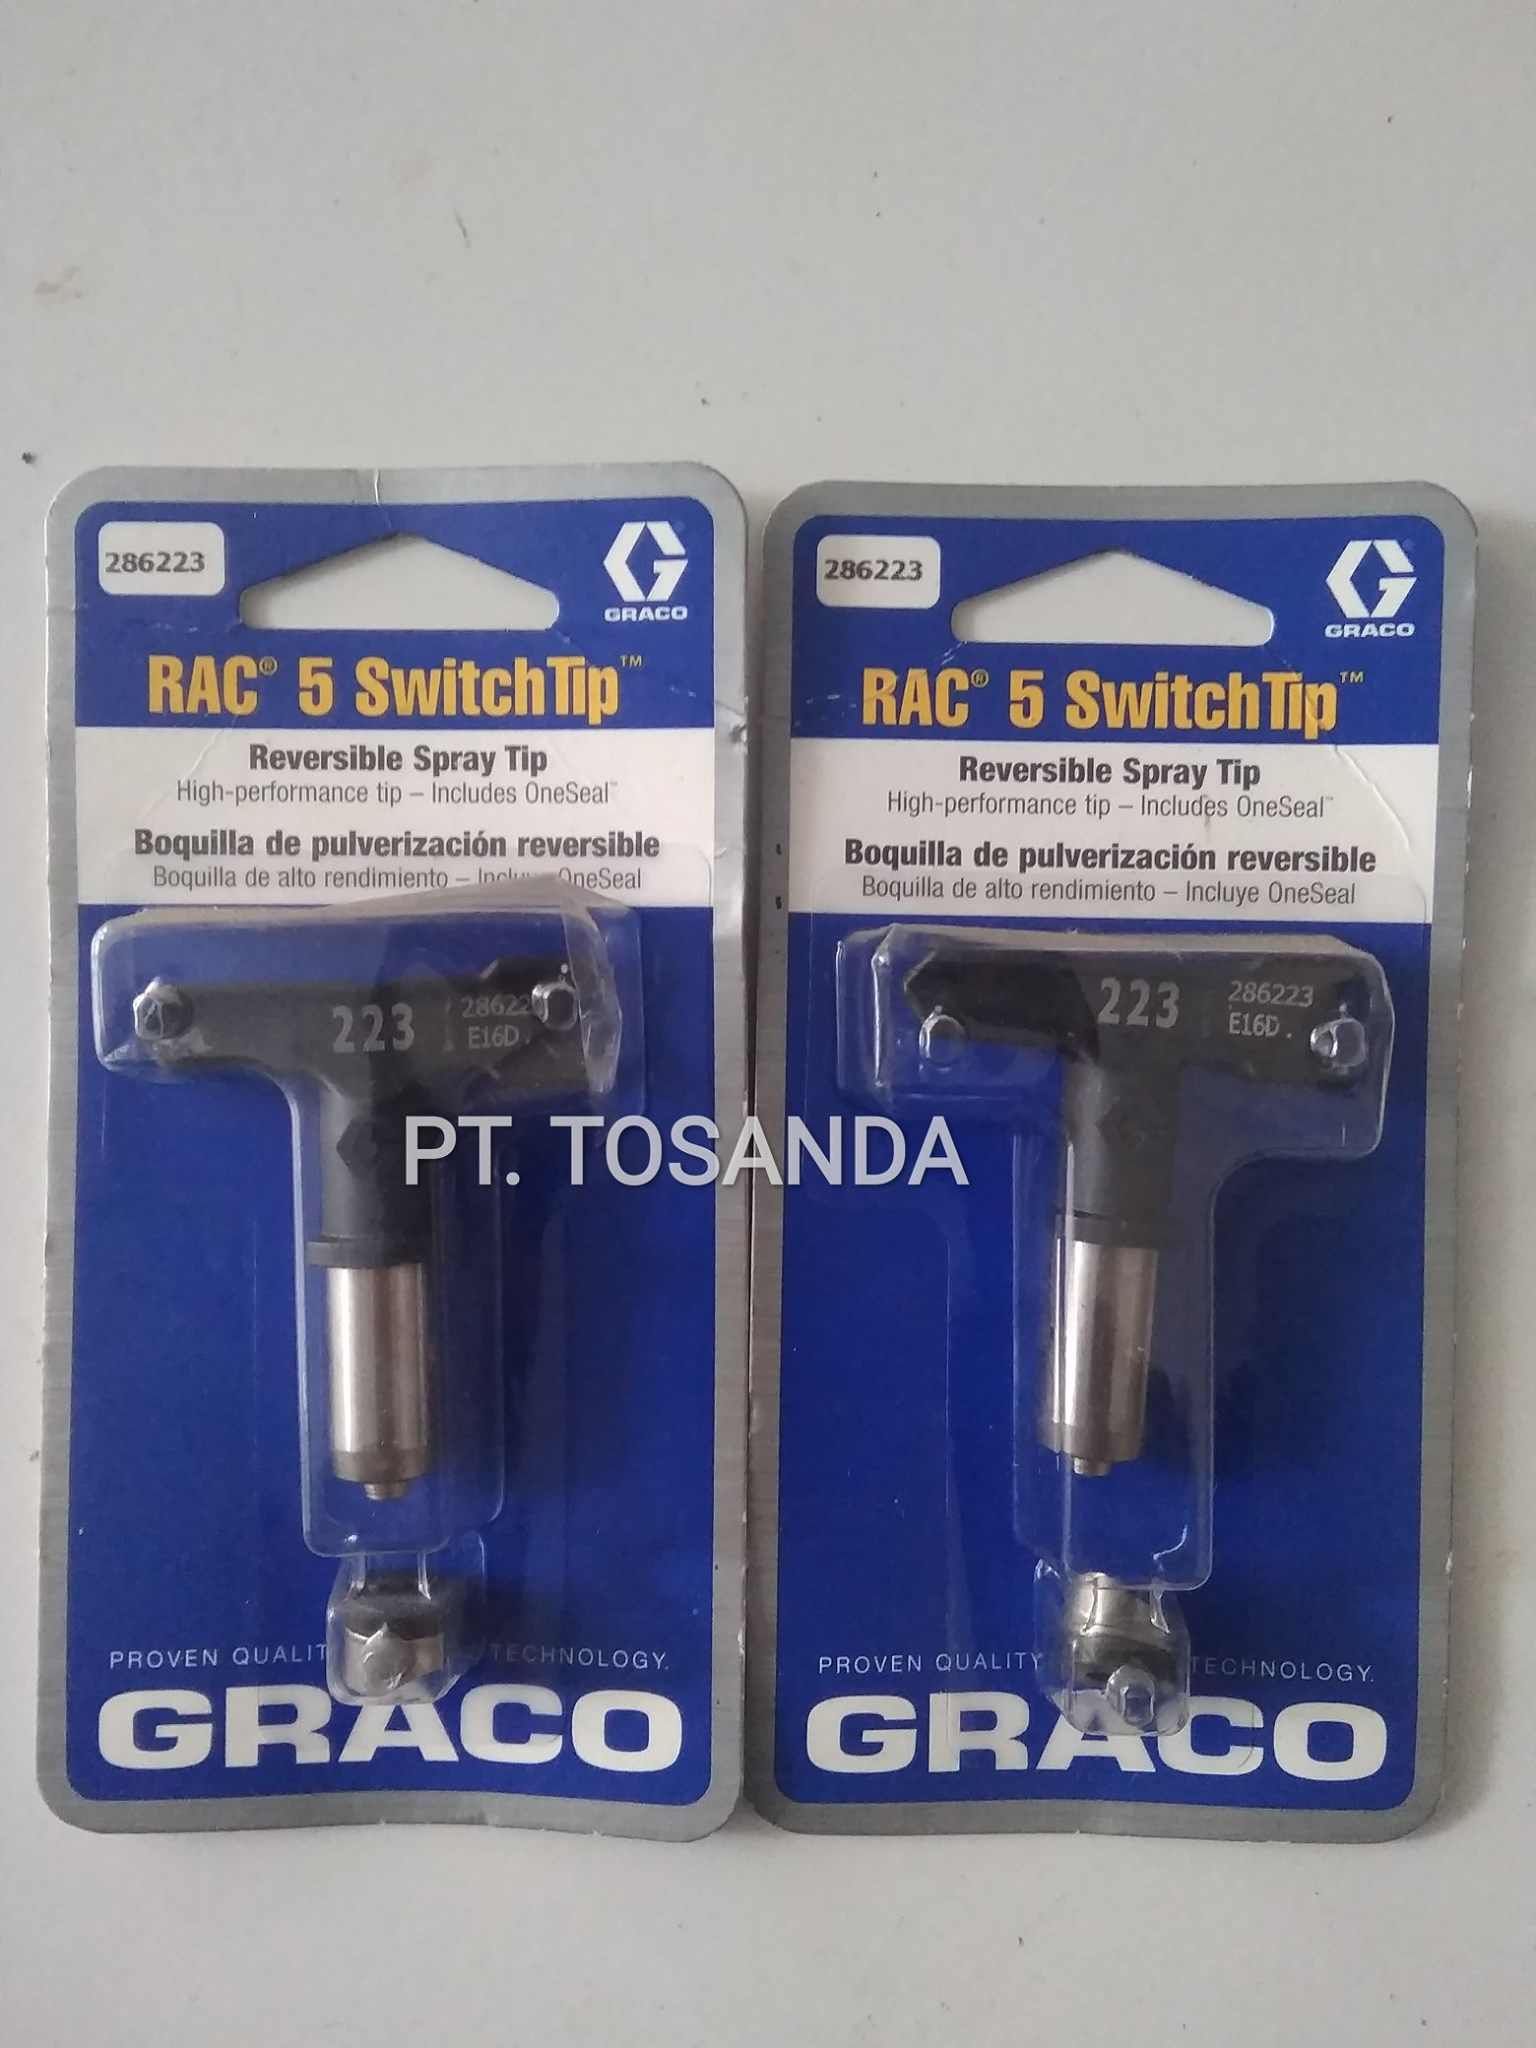 286223
GRACO
RAC® 5 SwitchTip™
Reversible Spray Tip
High-performance tip – Includes OneSeal™
Boquilla de pulverización reversible
Boquilla de alto rendimiento – OneSeal
223
28622
E16D.
PROVEN QUALIT
TECHNOLOGY.
GRACO
286223
GRACO
RAC® 5 SwitchTip™
Reversible Spray Tip
High-performance tip – Includes OneSeal™
Boquilla de pulverización reversible
Boquilla de alto rendimiento – Incluye OneSeal
223
286223
E16D.
PROVEN QUALITY
TECHNOLOGY.
GRACO
PT. TOSANDA